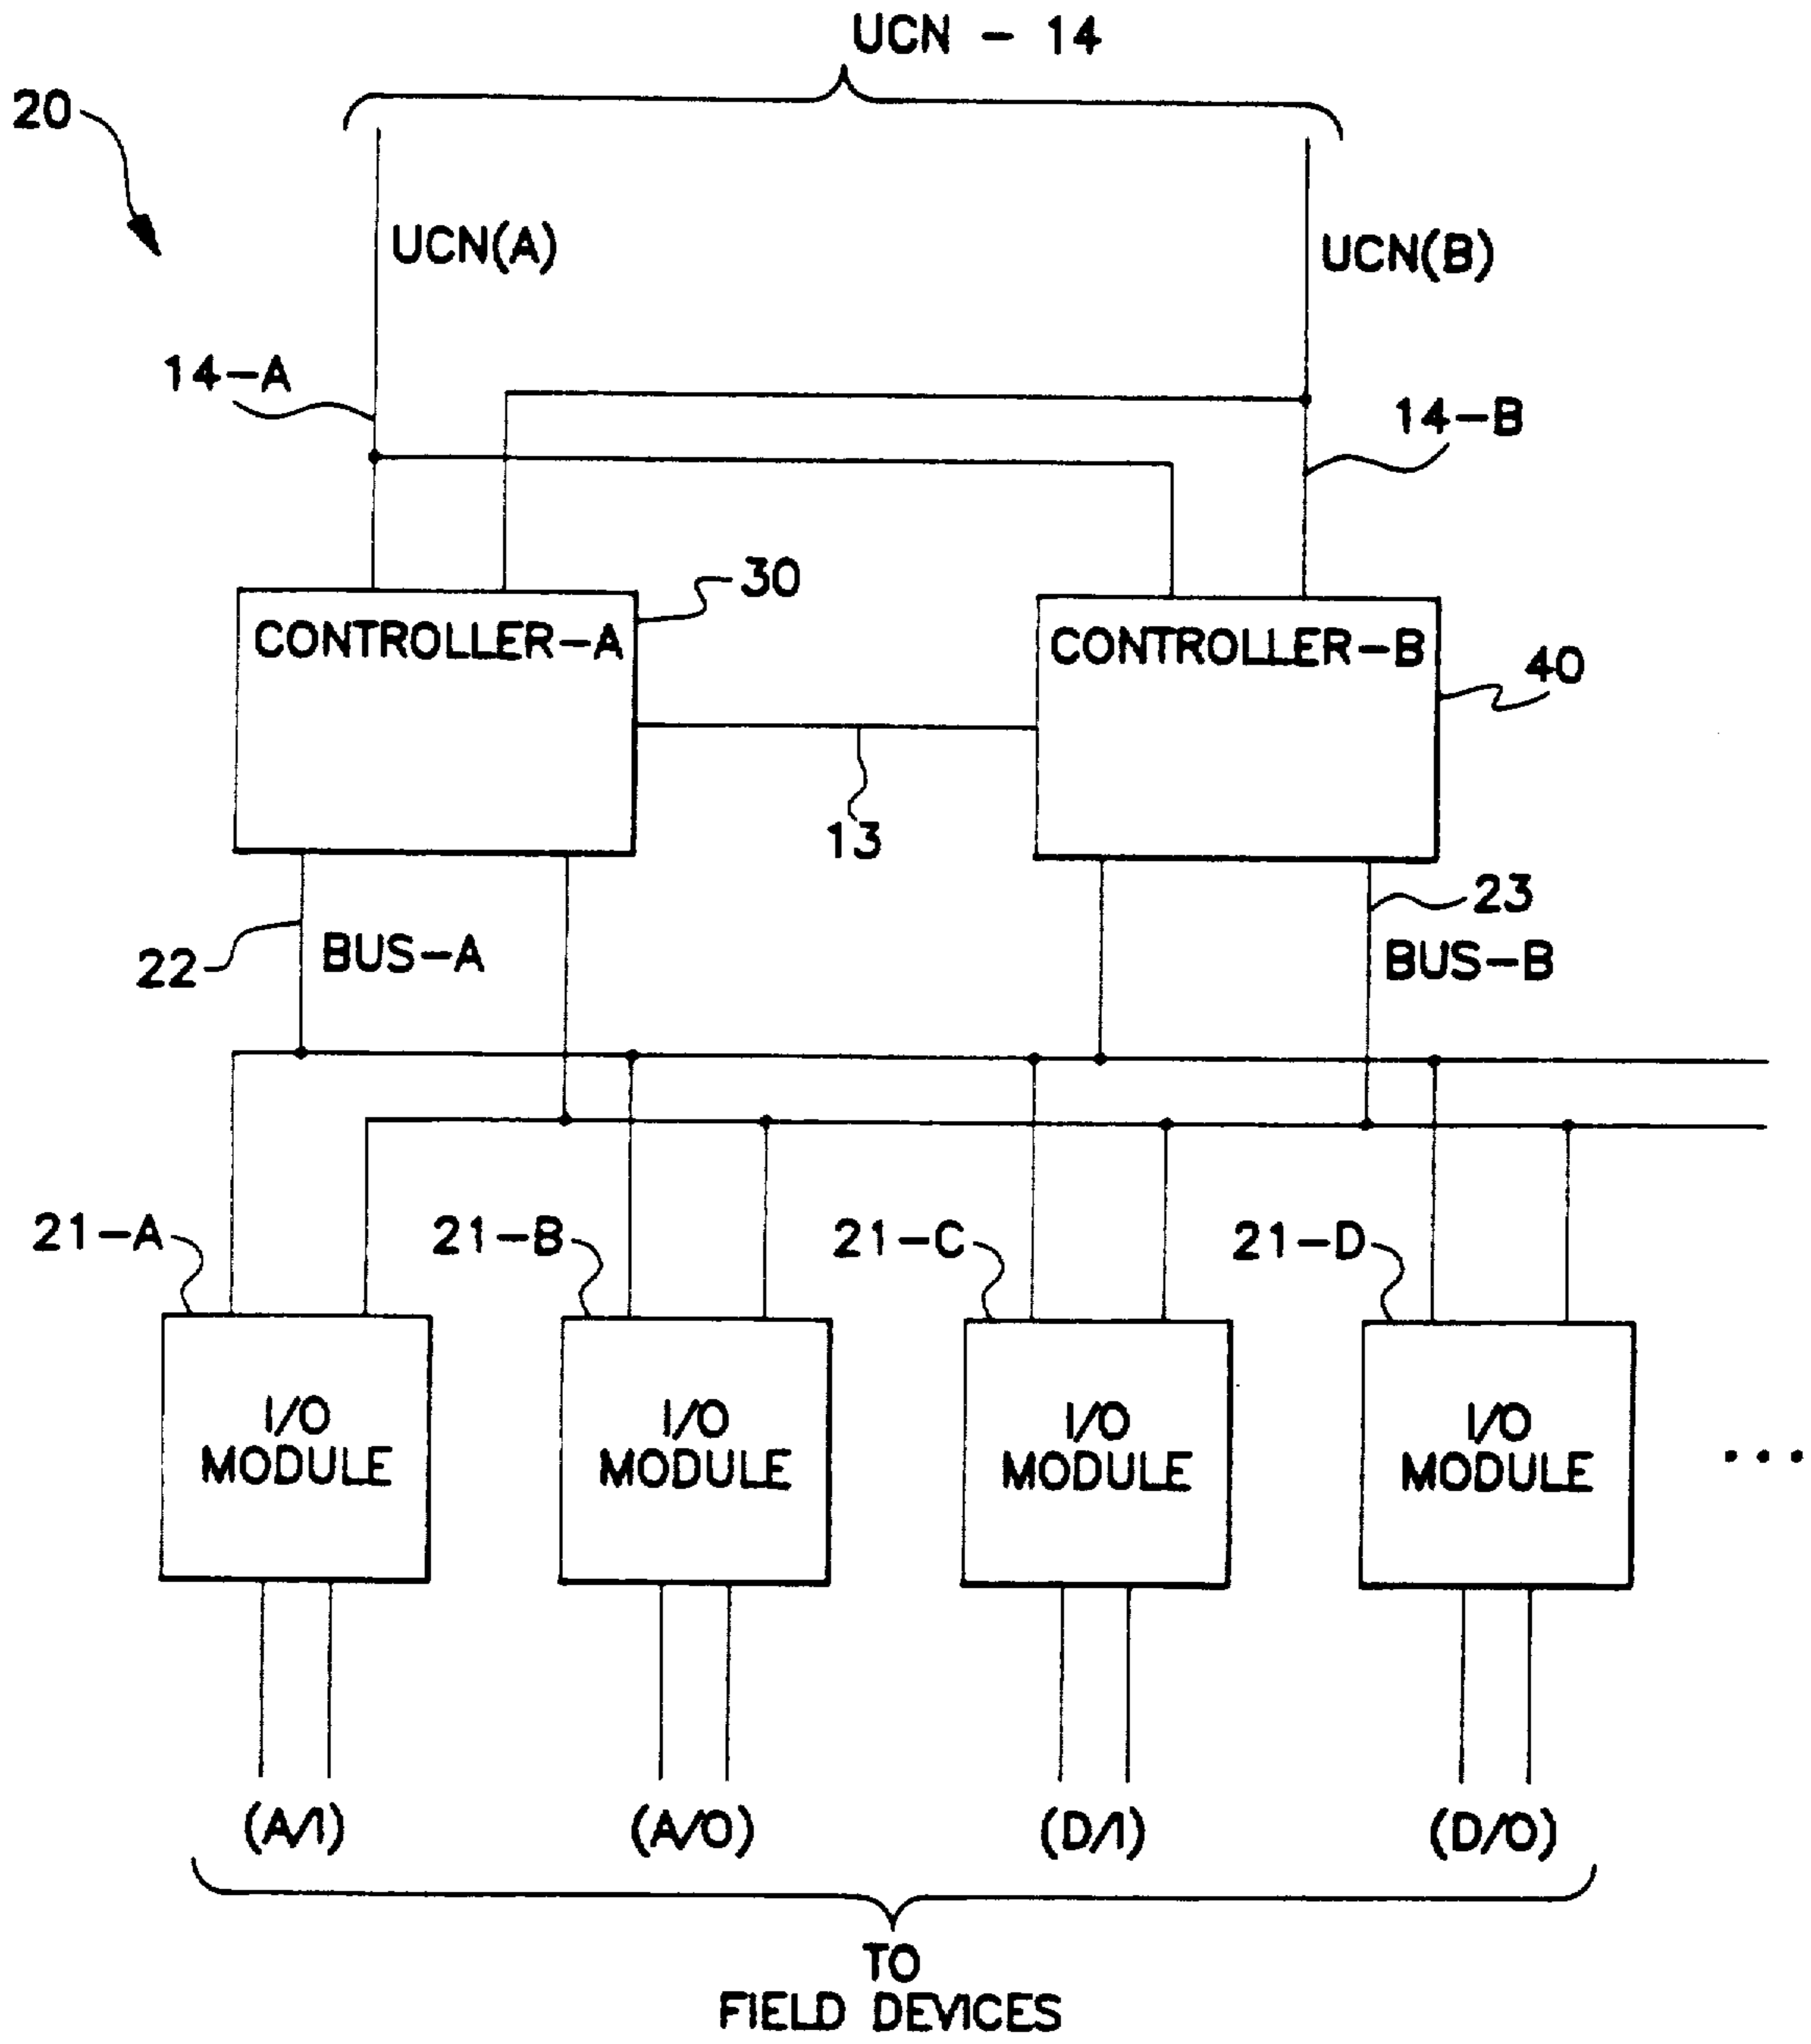 UCN - 14
20
UCN(A)
UCN(B)
14-A
14-B
30
CONTROLLER-A
CONTROLLER-B
40
13
22
BUS-A
23
BUS-B
21-A
21-B
21-C
21-D
I/O
MODULE
I/O
MODULE
I/O
MODULE
I/O
MODULE
...
(A/I)
(A/O)
(D/I)
(D/O)
TO
FIELD DEVICES